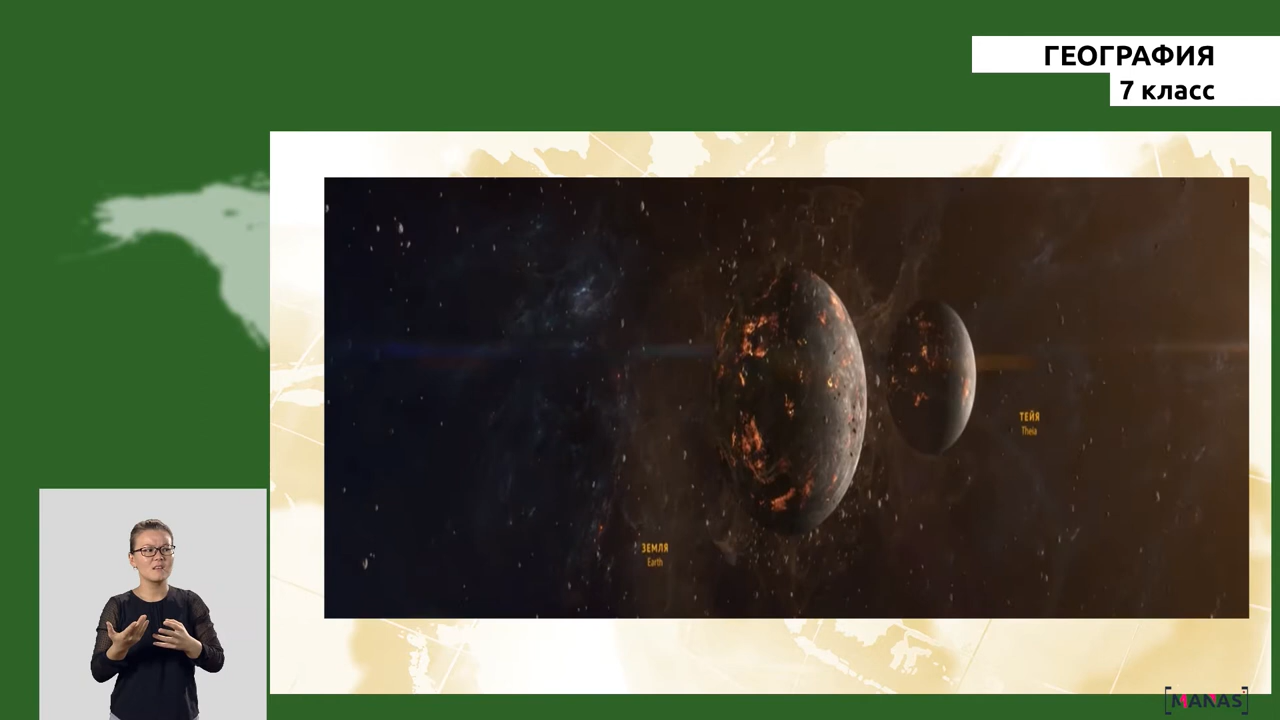 ГЕОГРАФИЯ
7 класс
ТЕЙЯ
Theia
ЗЕМЛЯ
Earth
[MANAS]